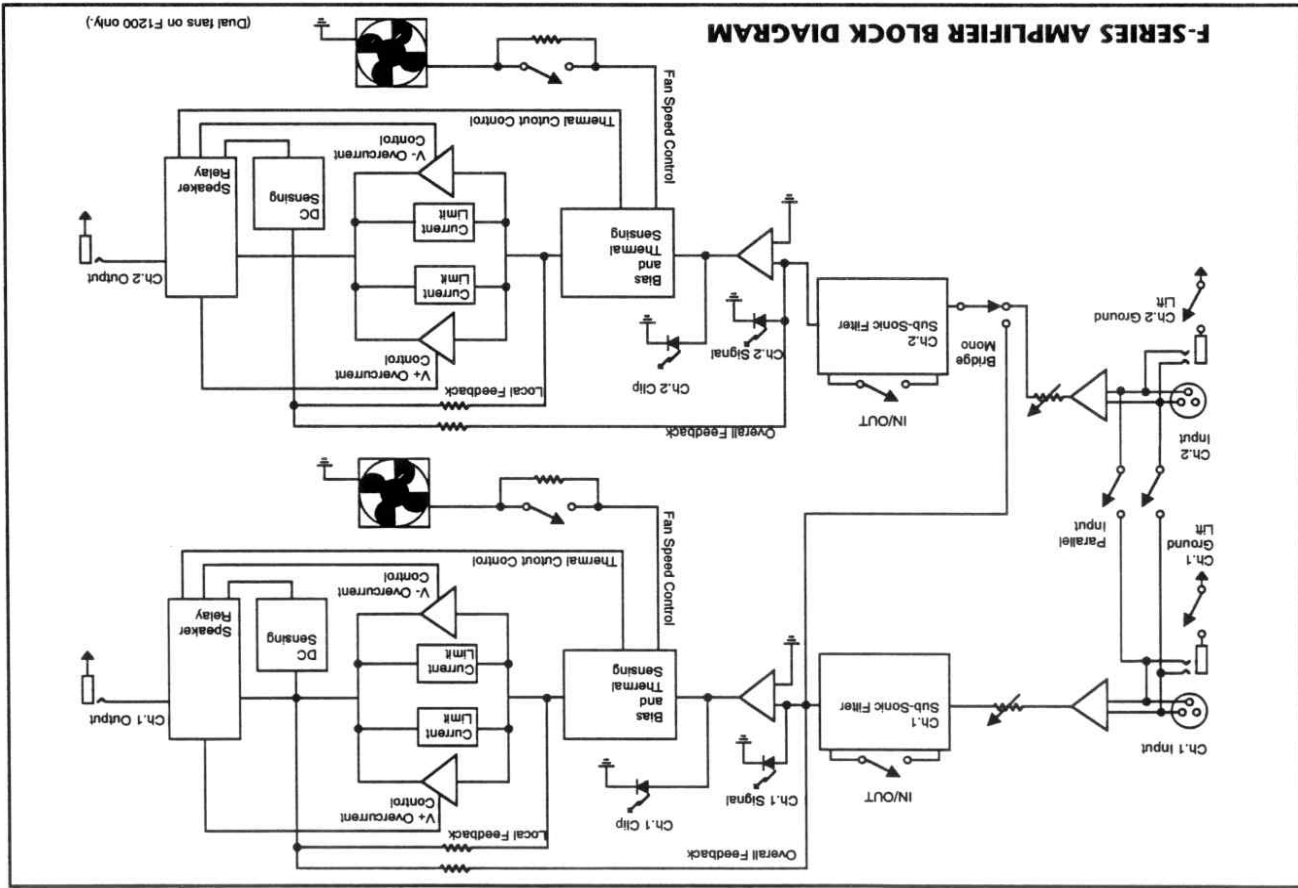 Overall Feedback
Local Feedback
IN/OUT
Ch.1 Signal
Ch.1 Clip
V+ Overcurrent
Control
Ch.1 Input
Ch.1
Sub-Sonic Filter
Bias
and
Thermal
Sensing
Current
Limit
Current
Limit
Ch.1 Output
DC
Sensing
Speaker
Relay
V- Overcurrent
Control
Thermal Cutout Control
Fan Speed Control
Ch.1
Ground
Lift
Parallel
Input
Overall Feedback
Local Feedback
Ch.2
Input
IN/OUT
Ch.2 Signal
Ch.2 Clip
V+ Overcurrent
Control
Bridge
Mono
Ch.2
Sub-Sonic Filter
Bias
and
Thermal
Sensing
Current
Limit
Current
Limit
Ch.2 Output
DC
Sensing
Speaker
Relay
Ch.2 Ground
Lift
V- Overcurrent
Control
Thermal Cutout Control
Fan Speed Control
F-SERIES AMPLIFIER BLOCK DIAGRAM
(Dual fans on F1200 only.)